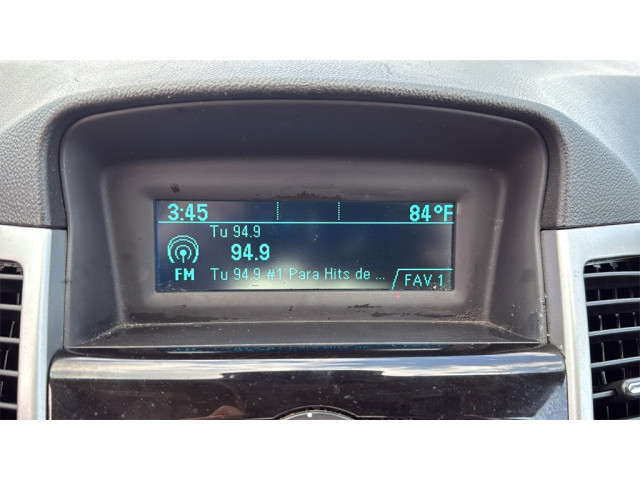 3:45 84°F
Tu 94.9
94.9
FM Tu 94.9 #1 Para Hits de ... FAV 1